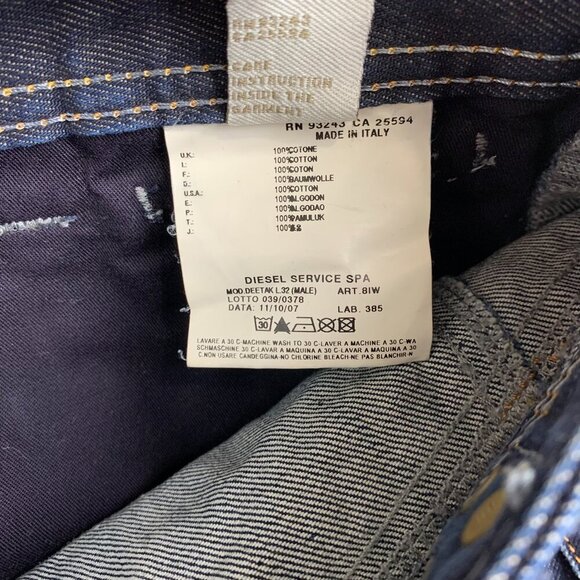 RN 93243
CA 25594
CARE
INSTRUCTION
INSIDE THE
GARMENT
RN 93243 CA 25594
MADE IN ITALY
U.K.: 100%COTONE
I.: 100%COTTON
F.: 100%COTON
D.: 100%BAUMWOLLE
U.S.A.: 100%COTTON
E.: 100%ALGODON
P.: 100%ALGODAO
T.: 100%PAMULUK
J.: 100%
DIESEL SERVICE SPA
MOD.DEETAK L.32 (MALE) ART.8IW
LOTTO 039/0378
DATA: 11/10/07 LAB. 385
30
LAVARE A 30 C-MACHINE WASH TO 30 C-LAVER A MACHINE A 30 C-WA
SCHMASCHINE 30 C-LAVAR A MAQUINA A 30 C-LAVAR A MAQUINA A 30
C-NON USARE CANDEGGINA-NO CHLORINE BLEACH-NE PAS BLANCHIR-N